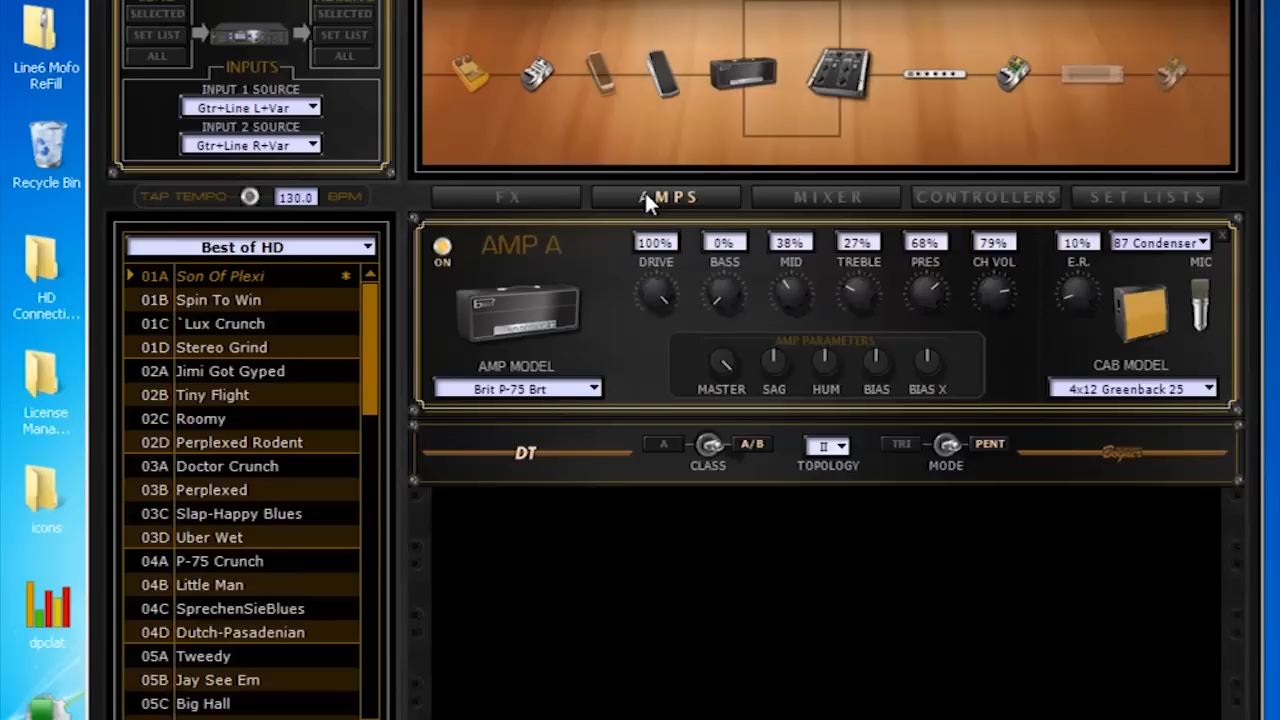 SELECTED
SELECTED
SET LIST
SET LIST
ALL
ALL
INPUTS
INPUT 1 SOURCE
Gtr+Line L+Var
INPUT 2 SOURCE
Gtr+Line R+Var
TAP TEMPO 130.0 BPM
Line6 Mofo
ReFill
Recycle Bin
HD
Connecti...
License
Mana...
icons
dpclat
Best of HD
01A Son Of Plexi *
01B Spin To Win
01C `Lux Crunch
01D Stereo Grind
02A Jimi Got Gyped
02B Tiny Flight
02C Roomy
02D Perplexed Rodent
03A Doctor Crunch
03B Perplexed
03C Slap-Happy Blues
03D Uber Wet
04A P-75 Crunch
04B Little Man
04C SprechenSieBlues
04D Dutch-Pasadenian
05A Tweedy
05B Jay See Em
05C Big Hall
FX
AMPS
MIXER
CONTROLLERS
SET LISTS
ON
AMP A
100% 0% 38% 27% 68% 79% 10% 87 Condenser
DRIVE BASS MID TREBLE PRES CH VOL E.R. MIC
AMP PARAMETERS
MASTER SAG HUM BIAS BIAS X
AMP MODEL
Brit P-75 Brt
CAB MODEL
4x12 Greenback 25
DT
A A/B
CLASS
II
TOPOLOGY
TRI PENT
MODE
Bogner